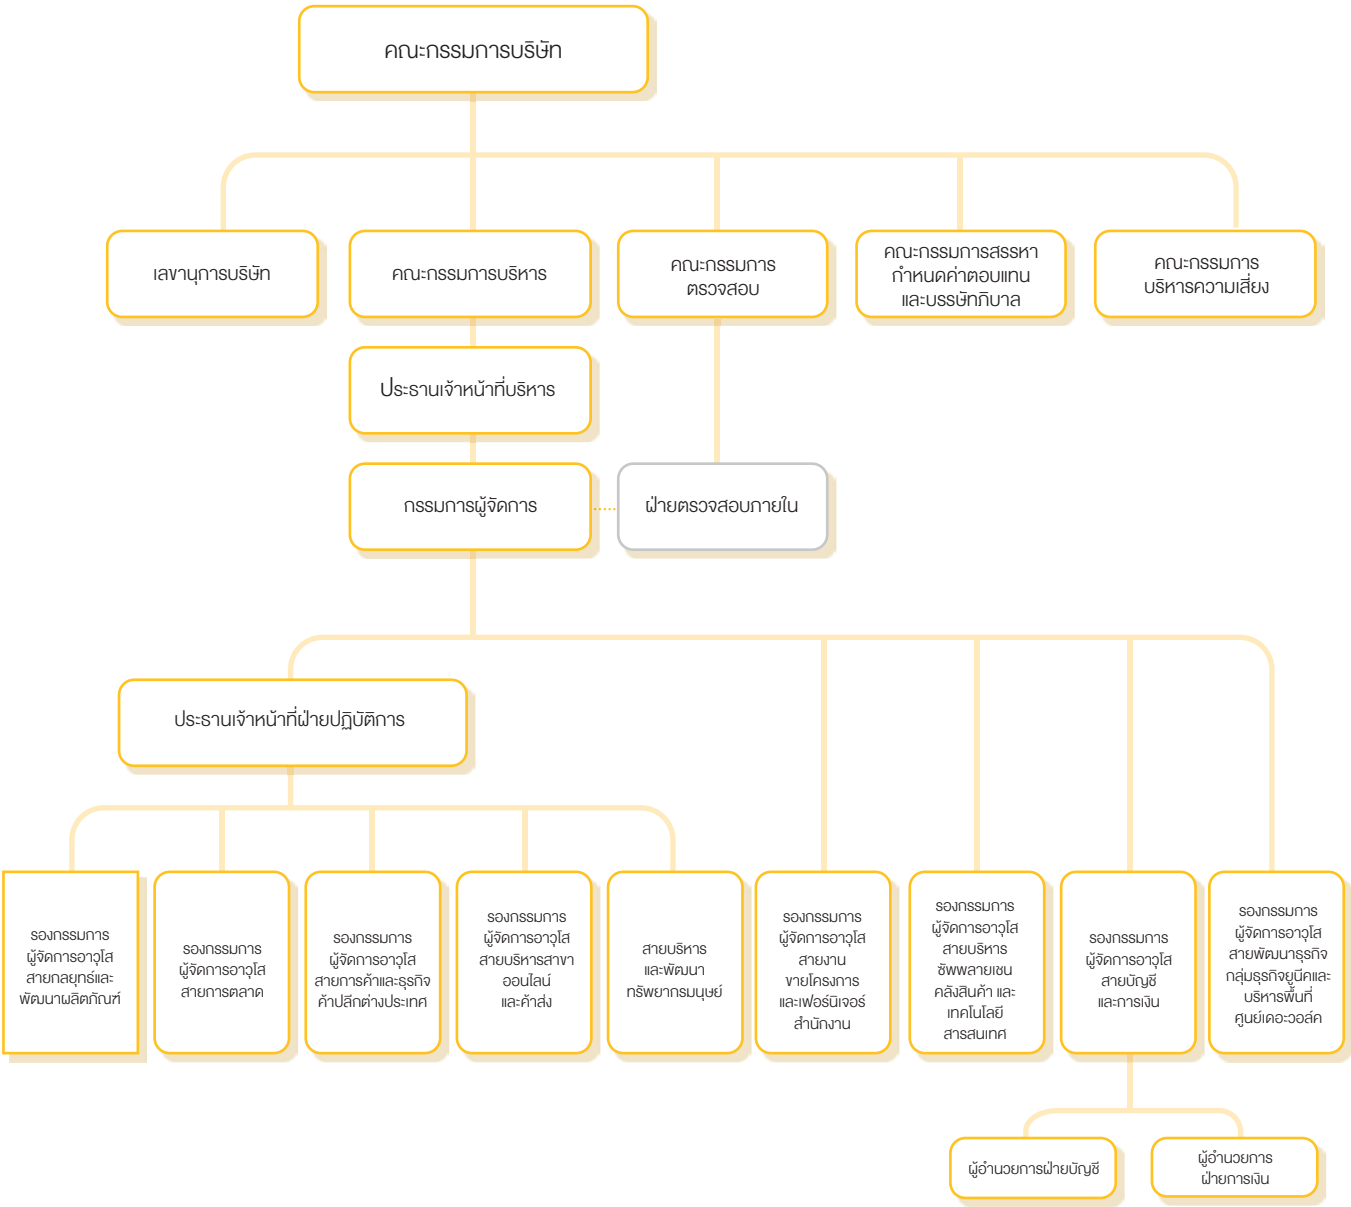 คณะกรรมการบริษัท
เลขานุการบริษัท
คณะกรรมการบริหาร
คณะกรรมการ
ตรวจสอบ
คณะกรรมการสรรหา
กำหนดค่าตอบแทน
และบรรษัทภิบาล
คณะกรรมการ
บริหารความเสี่ยง
ประธานเจ้าหน้าที่บริหาร
กรรมการผู้จัดการ
ฝ่ายตรวจสอบภายใน
ประธานเจ้าหน้าที่ฝ่ายปฏิบัติการ
รองกรรมการ
ผู้จัดการอาวุโส
สายกลยุทธ์และ
พัฒนาผลิตภัณฑ์
รองกรรมการ
ผู้จัดการอาวุโส
สายการตลาด
รองกรรมการ
ผู้จัดการอาวุโส
สายการค้าและธุรกิจ
ค้าปลีกต่างประเทศ
รองกรรมการ
ผู้จัดการอาวุโส
สายบริหารสาขา
ออนไลน์
และค้าส่ง
สายบริหาร
และพัฒนา
ทรัพยากรมนุษย์
รองกรรมการ
ผู้จัดการอาวุโส
สายงาน
ขายโครงการ
และเฟอร์นิเจอร์
สำนักงาน
รองกรรมการ
ผู้จัดการอาวุโส
สายบริหาร
ซัพพลายเชน
คลังสินค้า และ
เทคโนโลยี
สารสนเทศ
รองกรรมการ
ผู้จัดการอาวุโส
สายบัญชี
และการเงิน
รองกรรมการ
ผู้จัดการอาวุโส
สายพัฒนาธุรกิจ
กลุ่มธุรกิจยูนีคและ
บริหารพื้นที่
ศูนย์เดอะวอล์ค
ผู้อำนวยการฝ่ายบัญชี
ผู้อำนวยการ
ฝ่ายการเงิน